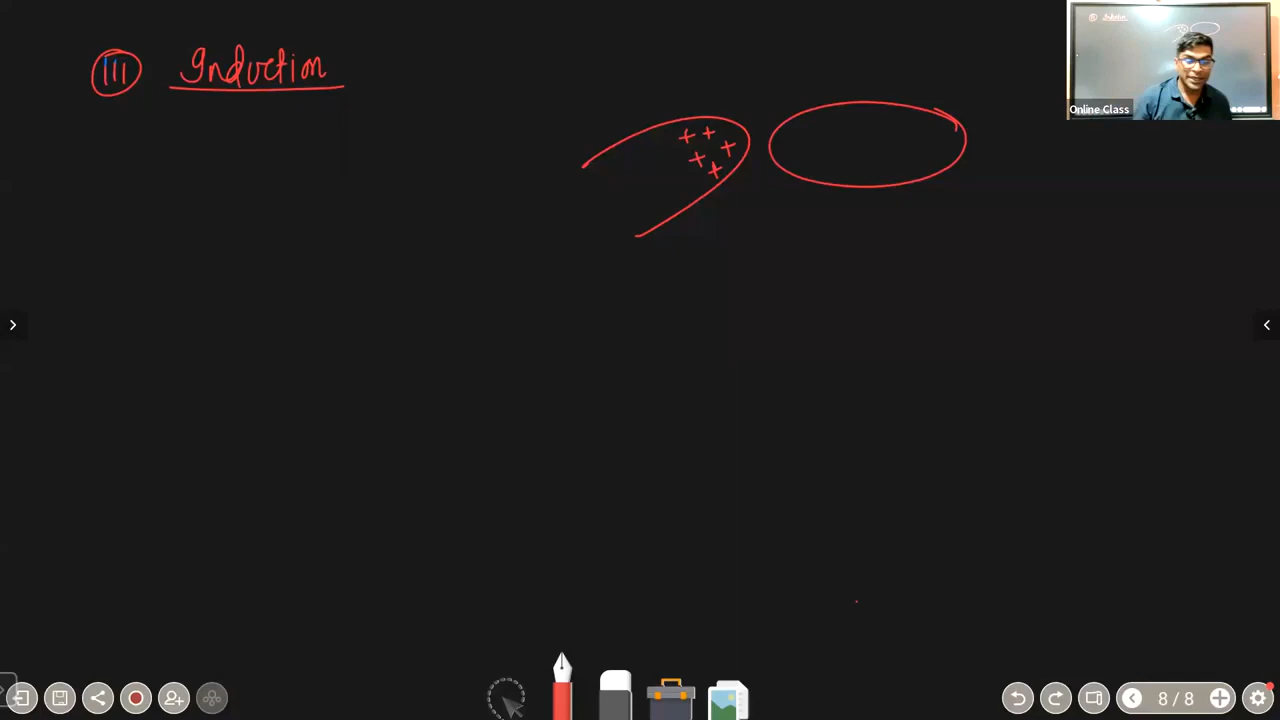 III Induction
+ +
+
+
+
Online Class
8/8